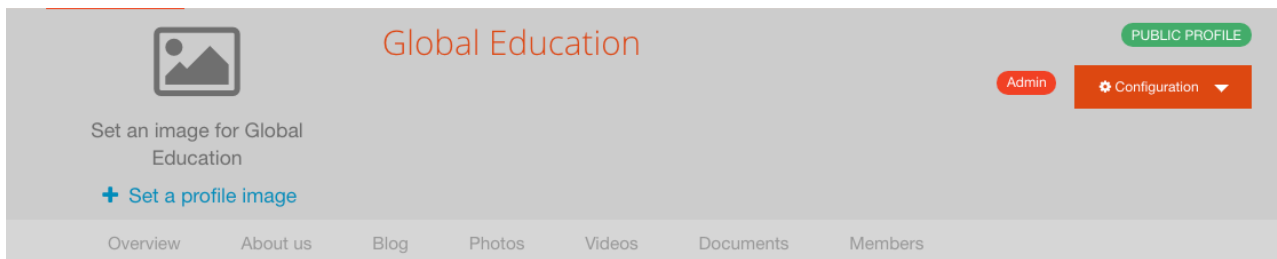 Global Education
PUBLIC PROFILE
Admin
Configuration
Set an image for Global
Education
+ Set a profile image
Overview About us Blog Photos Videos Documents Members